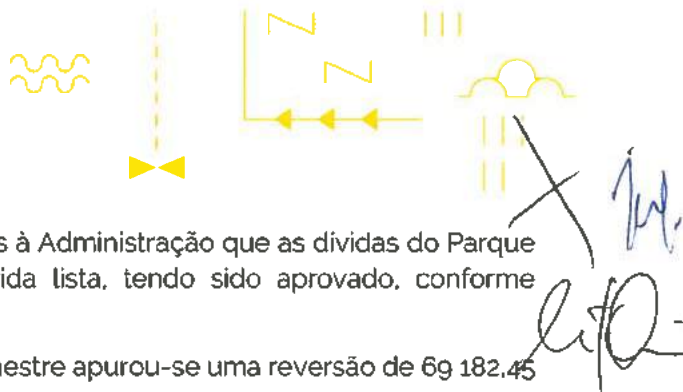 s à Administração que as dívidas do Parque
ida lista, tendo sido aprovado, conforme
nestre apurou-se uma reversão de 69 182,45